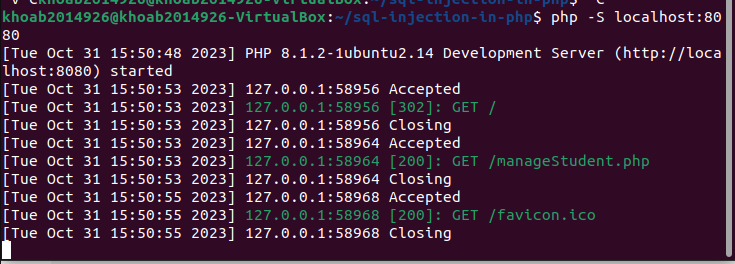 khoab2014926@khoab2014926-VirtualBox:~/sql-injection-in-php$ php -S localhost:80
80
[Tue Oct 31 15:50:48 2023] PHP 8.1.2-1ubuntu2.14 Development Server (http://loca
lhost:8080) started
[Tue Oct 31 15:50:53 2023] 127.0.0.1:58956 Accepted
[Tue Oct 31 15:50:53 2023] 127.0.0.1:58956 [302]: GET /
[Tue Oct 31 15:50:53 2023] 127.0.0.1:58956 Closing
[Tue Oct 31 15:50:53 2023] 127.0.0.1:58964 Accepted
[Tue Oct 31 15:50:53 2023] 127.0.0.1:58964 [200]: GET /manageStudent.php
[Tue Oct 31 15:50:53 2023] 127.0.0.1:58964 Closing
[Tue Oct 31 15:50:55 2023] 127.0.0.1:58968 Accepted
[Tue Oct 31 15:50:55 2023] 127.0.0.1:58968 [200]: GET /favicon.ico
[Tue Oct 31 15:50:55 2023] 127.0.0.1:58968 Closing